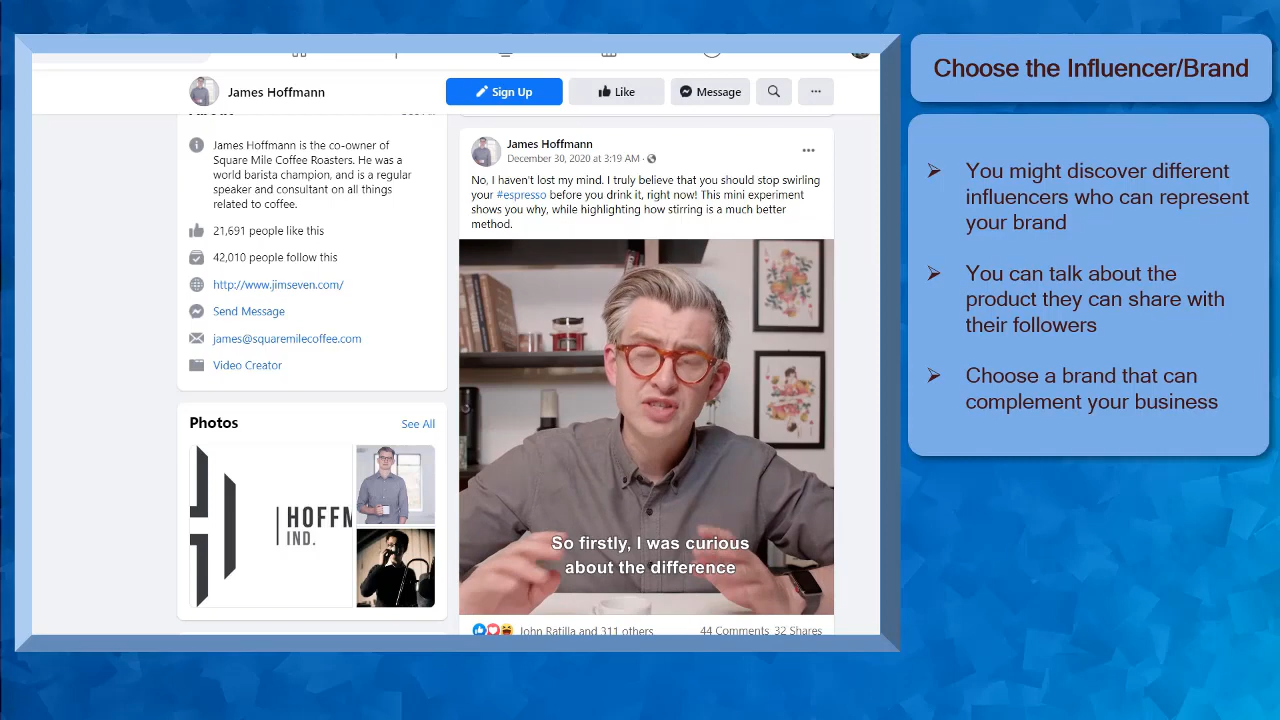 James Hoffmann
Sign Up
Like
Message
James Hoffmann is the co-owner of
Square Mile Coffee Roasters. He was a
world barista champion, and is a regular
speaker and consultant on all things
related to coffee.
21,691 people like this
42,010 people follow this
http://www.jimseven.com/
Send Message
james@squaremilecoffee.com
Video Creator
Photos
See All
HOFFM
IND.
James Hoffmann
December 30, 2020 at 3:19 AM ·
No, I haven't lost my mind. I truly believe that you should stop swirling
your #espresso before you drink it, right now! This mini experiment
shows you why, while highlighting how stirring is a much better
method.
So firstly, I was curious
about the difference
John Ratilla and 311 others
44 Comments 32 Shares
Choose the Influencer/Brand
You might discover different
influencers who can represent
your brand
You can talk about the
product they can share with
their followers
Choose a brand that can
complement your business